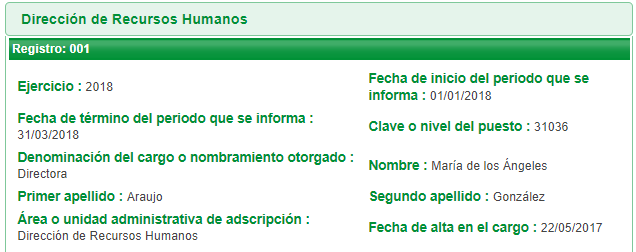 Dirección de Recursos Humanos
Registro: 001
Ejercicio : 2018
Fecha de inicio del periodo que se
informa : 01/01/2018
Fecha de término del periodo que se informa :
31/03/2018
Clave o nivel del puesto : 31036
Denominación del cargo o nombramiento otorgado :
Directora
Nombre : María de los Ángeles
Primer apellido : Araujo
Segundo apellido : González
Área o unidad administrativa de adscripción :
Dirección de Recursos Humanos
Fecha de alta en el cargo : 22/05/2017